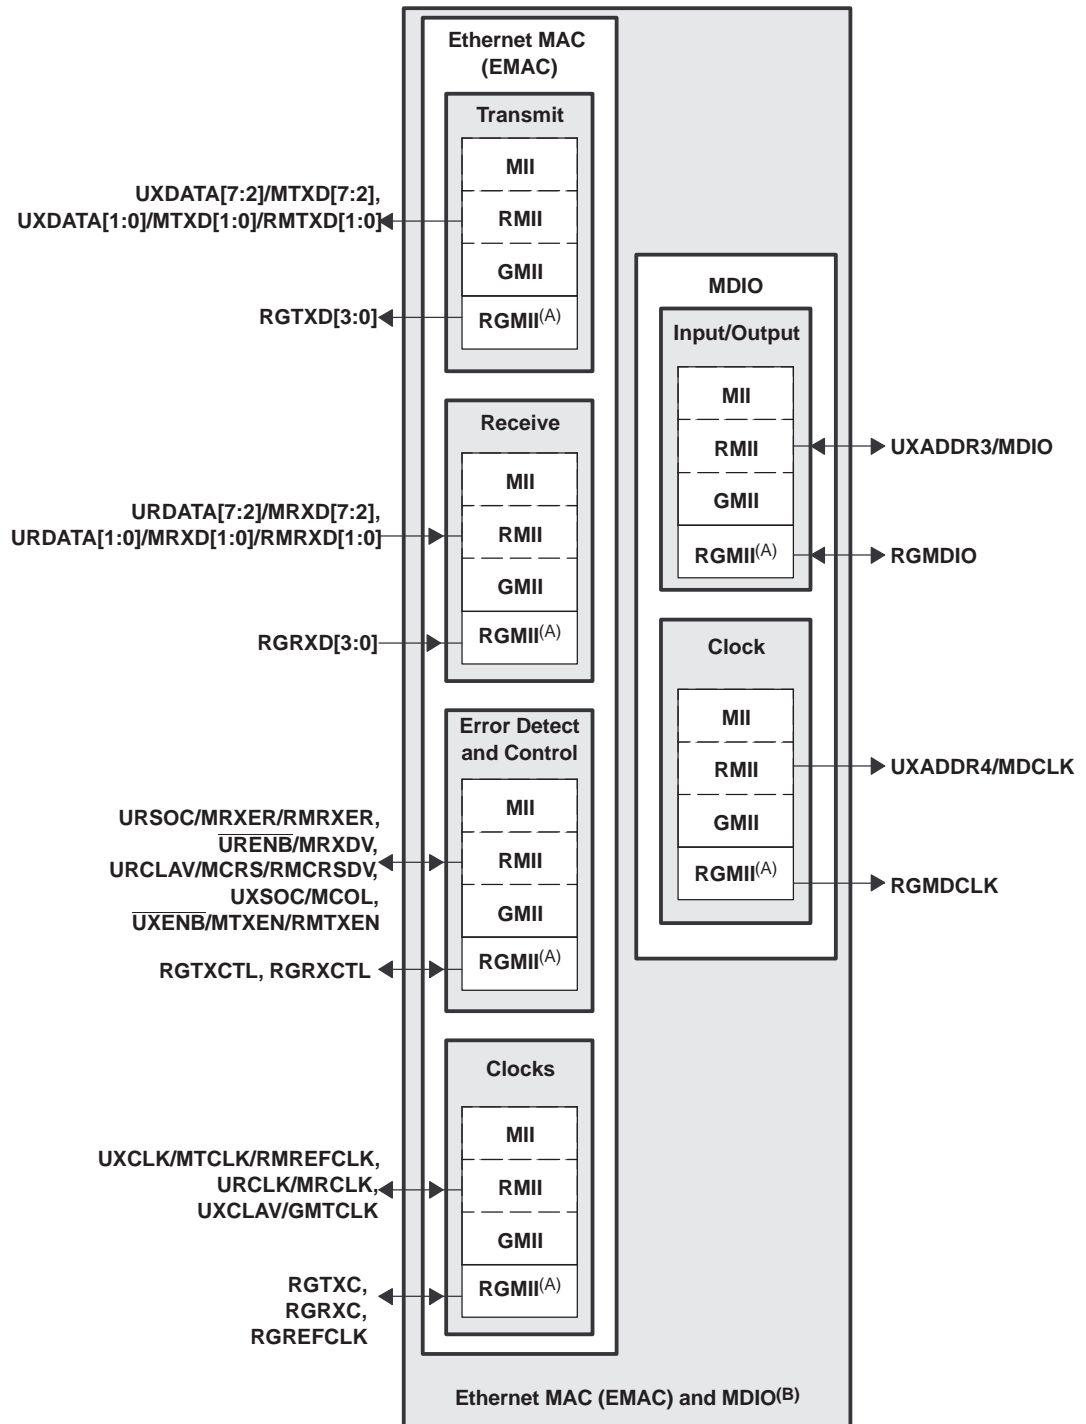 Ethernet MAC
(EMAC)
Transmit
MII
RMII
GMII
RGMII(A)
UXDATA[7:2]/MTXD[7:2],
UXDATA[1:0]/MTXD[1:0]/RMTXD[1:0]
RGTXD[3:0]
Receive
MII
RMII
GMII
RGMII(A)
URDATA[7:2]/MRXD[7:2],
URDATA[1:0]/MRXD[1:0]/RMRXD[1:0]
RGRXD[3:0]
Error Detect
and Control
MII
RMII
GMII
RGMII(A)
URSOC/MRXER/RMRXER,
URENB/MRXDV,
URCLAV/MCRS/RMCRSDV,
UXSOC/MCOL,
UXENB/MTXEN/RMTXEN
RGTXCTL, RGRXCTL
Clocks
MII
RMII
GMII
RGMII(A)
UXCLK/MTCLK/RMREFCLK,
URCLK/MRCLK,
UXCLAV/GMTCLK
RGTXC,
RGRXC,
RGREFCLK
MDIO
Input/Output
MII
RMII
GMII
RGMII(A)
UXADDR3/MDIO
RGMDIO
Clock
MII
RMII
GMII
RGMII(A)
UXADDR4/MDCLK
RGMDCLK
Ethernet MAC (EMAC) and MDIO(B)